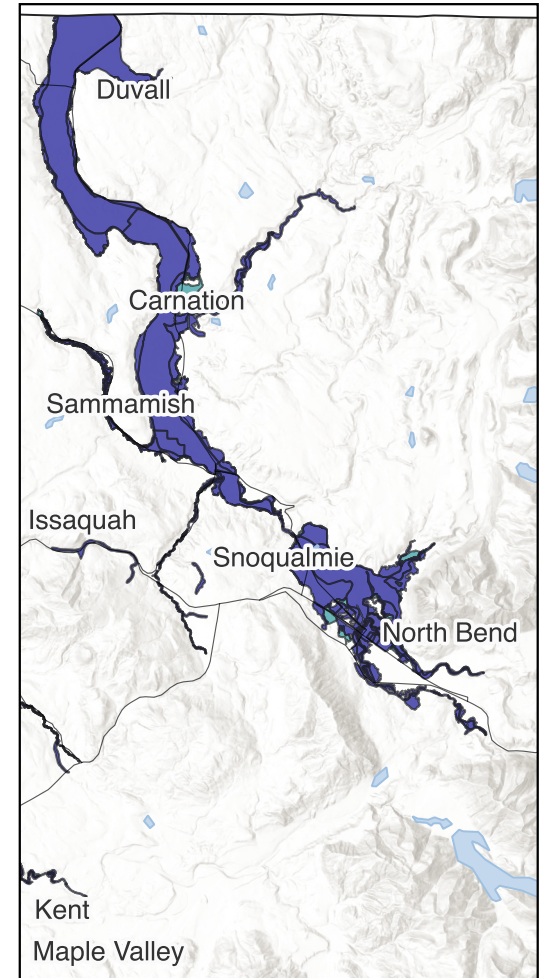 Duvall
Carnation
Sammamish
Issaquah
Snoqualmie
North Bend
Kent
Maple Valley